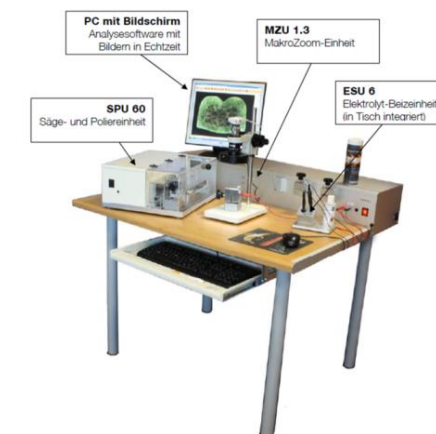 PC mit Bildschirm
Analysesoftware mit
Bildern in Echtzeit
MZU 1.3
MakroZoom-Einheit
ESU 6
Elektrolyt-Beizeinheit
(in Tisch integriert)
SPU 60
Säge- und Poliereinheit